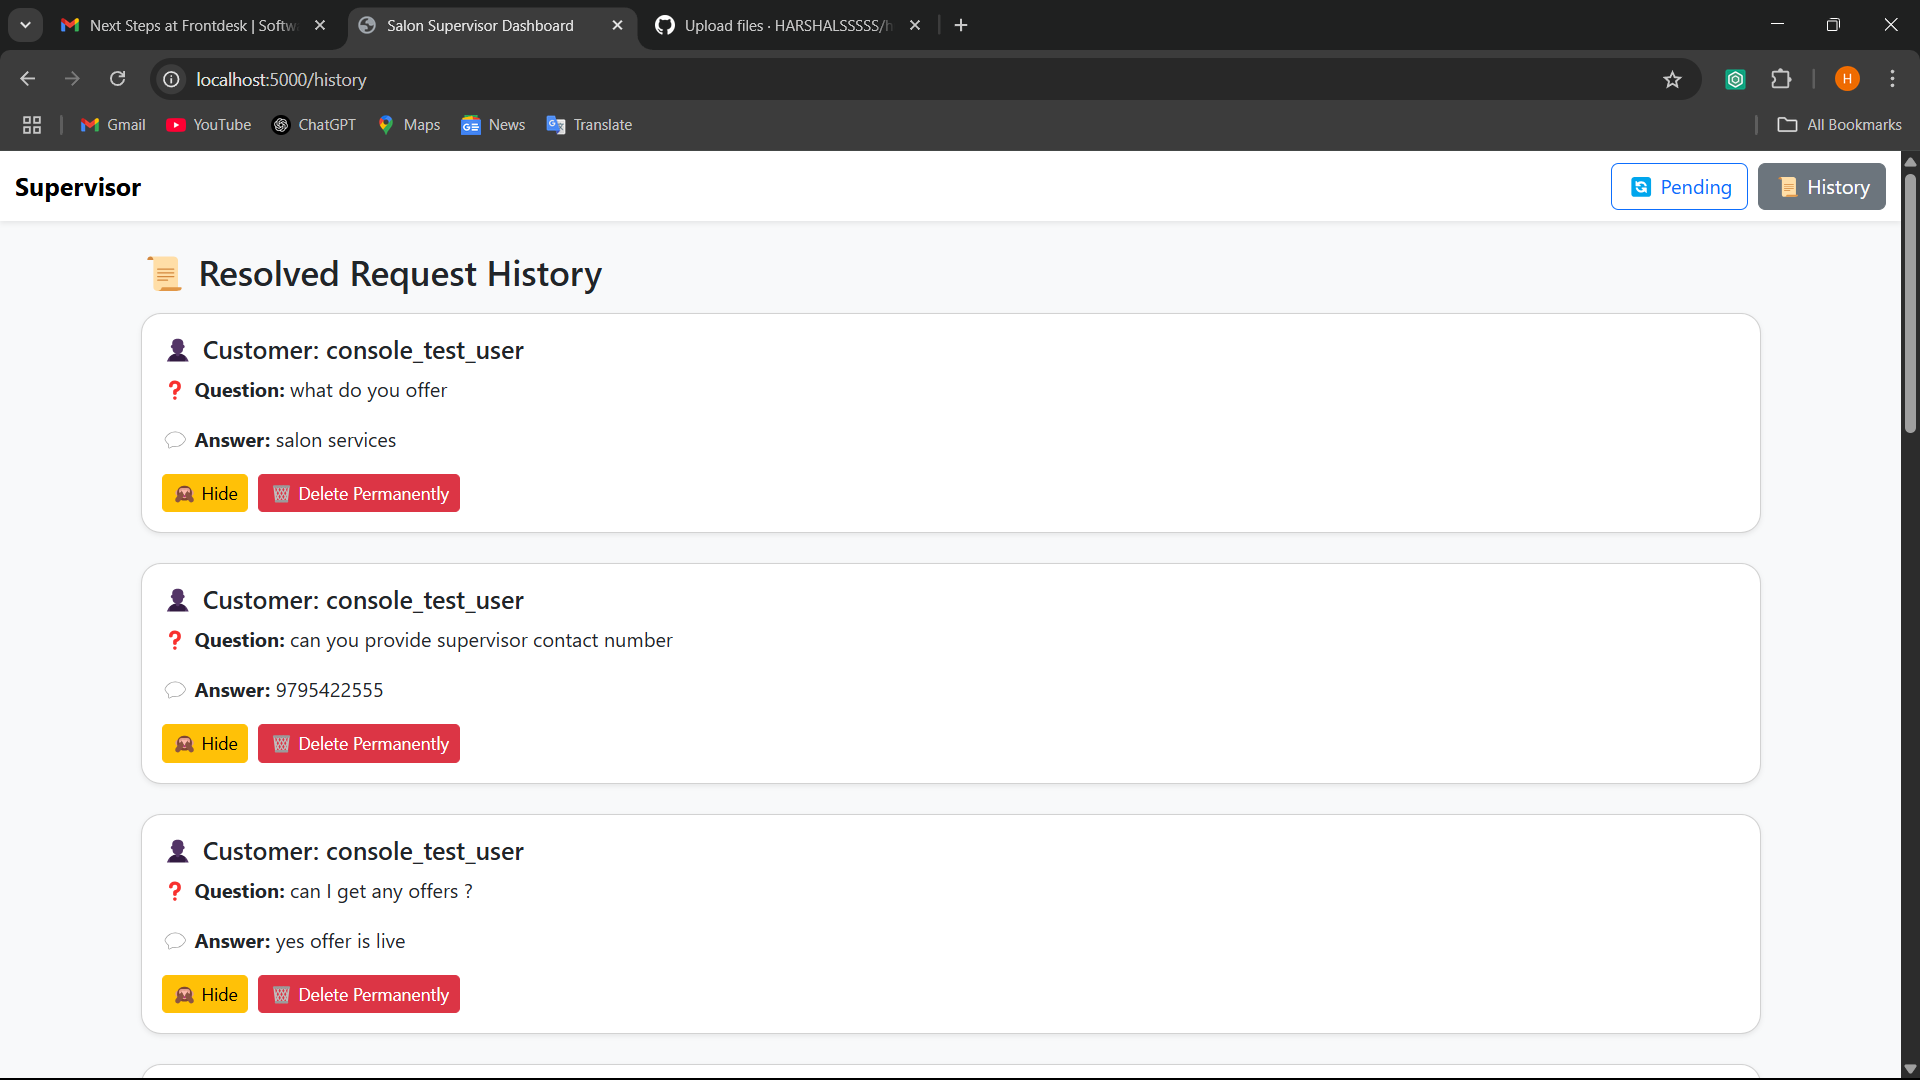 Next Steps at Frontdesk | Softw
Salon Supervisor Dashboard
Upload files · HARSHALSSSSS/h
localhost:5000/history
H
Gmail
YouTube
ChatGPT
Maps
News
Translate
All Bookmarks
Supervisor
Pending
History
Resolved Request History
Customer: console_test_user
Question: what do you offer
Answer: salon services
Hide
Delete Permanently
Customer: console_test_user
Question: can you provide supervisor contact number
Answer: 9795422555
Hide
Delete Permanently
Customer: console_test_user
Question: can I get any offers ?
Answer: yes offer is live
Hide
Delete Permanently